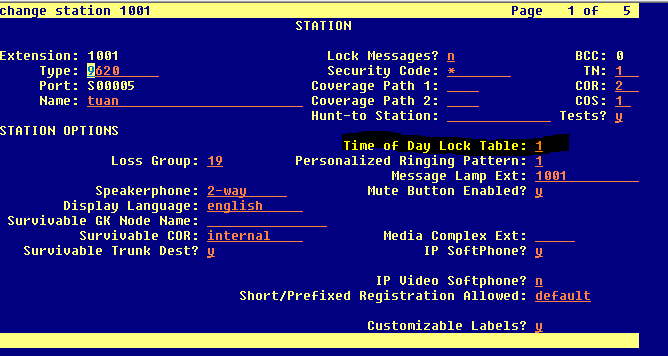 change station 1001 Page 1 of 5
STATION
Extension: 1001 Lock Messages? n BCC: 0
Type: 9620 Security Code: * TN: 1
Port: S00005 Coverage Path 1: COR: 2
Name: tuan Coverage Path 2: COS: 1
Hunt-to Station: Tests? y
STATION OPTIONS
Time of Day Lock Table: 1
Loss Group: 19 Personalized Ringing Pattern: 1
Message Lamp Ext: 1001
Speakerphone: 2-way Mute Button Enabled? y
Display Language: english
Survivable GK Node Name:
Survivable COR: internal Media Complex Ext:
Survivable Trunk Dest? y IP SoftPhone? y
IP Video Softphone? n
Short/Prefixed Registration Allowed: default
Customizable Labels? y